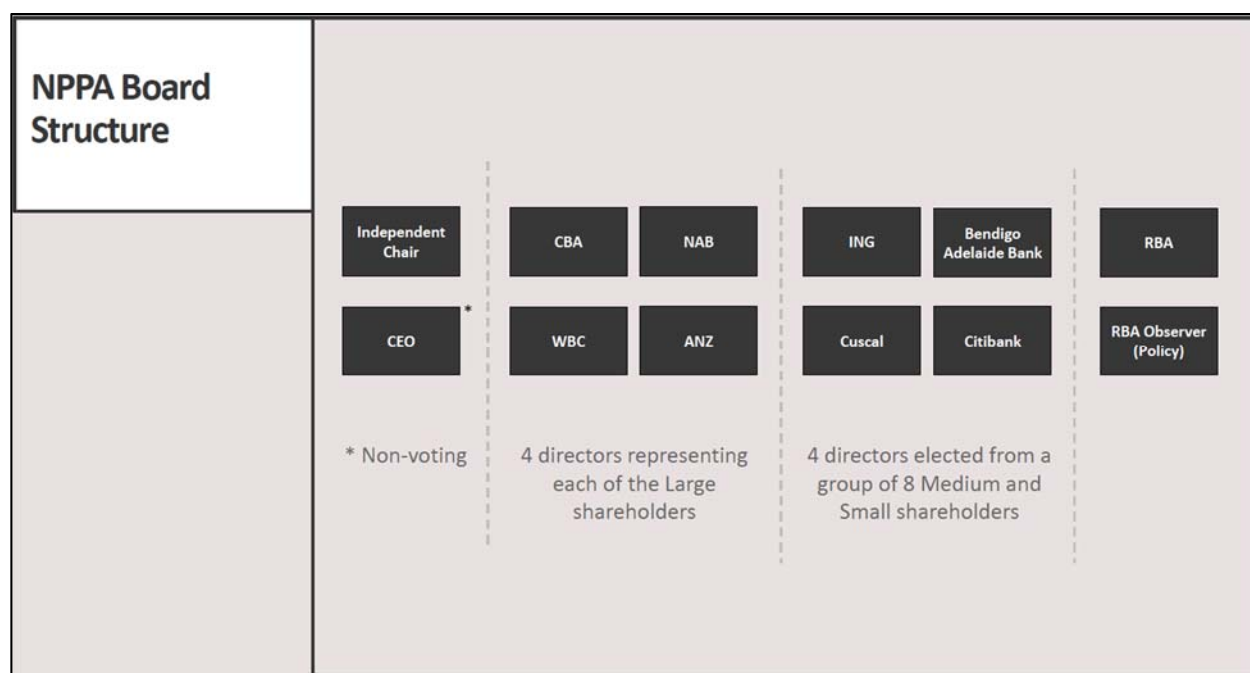 NPPA Board
Structure
Independent
Chair
CEO
*
* Non-voting
CBA
NAB
WBC
ANZ
4 directors representing
each of the Large
shareholders
ING
Bendigo
Adelaide Bank
Cuscal
Citibank
4 directors elected from a
group of 8 Medium and
Small shareholders
RBA
RBA Observer
(Policy)